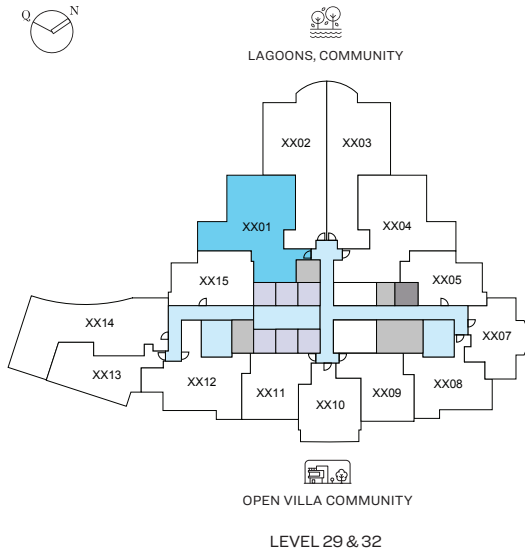 Q N
LAGOONS, COMMUNITY
XX02 XX03
XX01 XX04
XX15 XX05
XX14 XX07
XX13 XX12 XX11 XX10 XX09 XX08
OPEN VILLA COMMUNITY
LEVEL 29 & 32